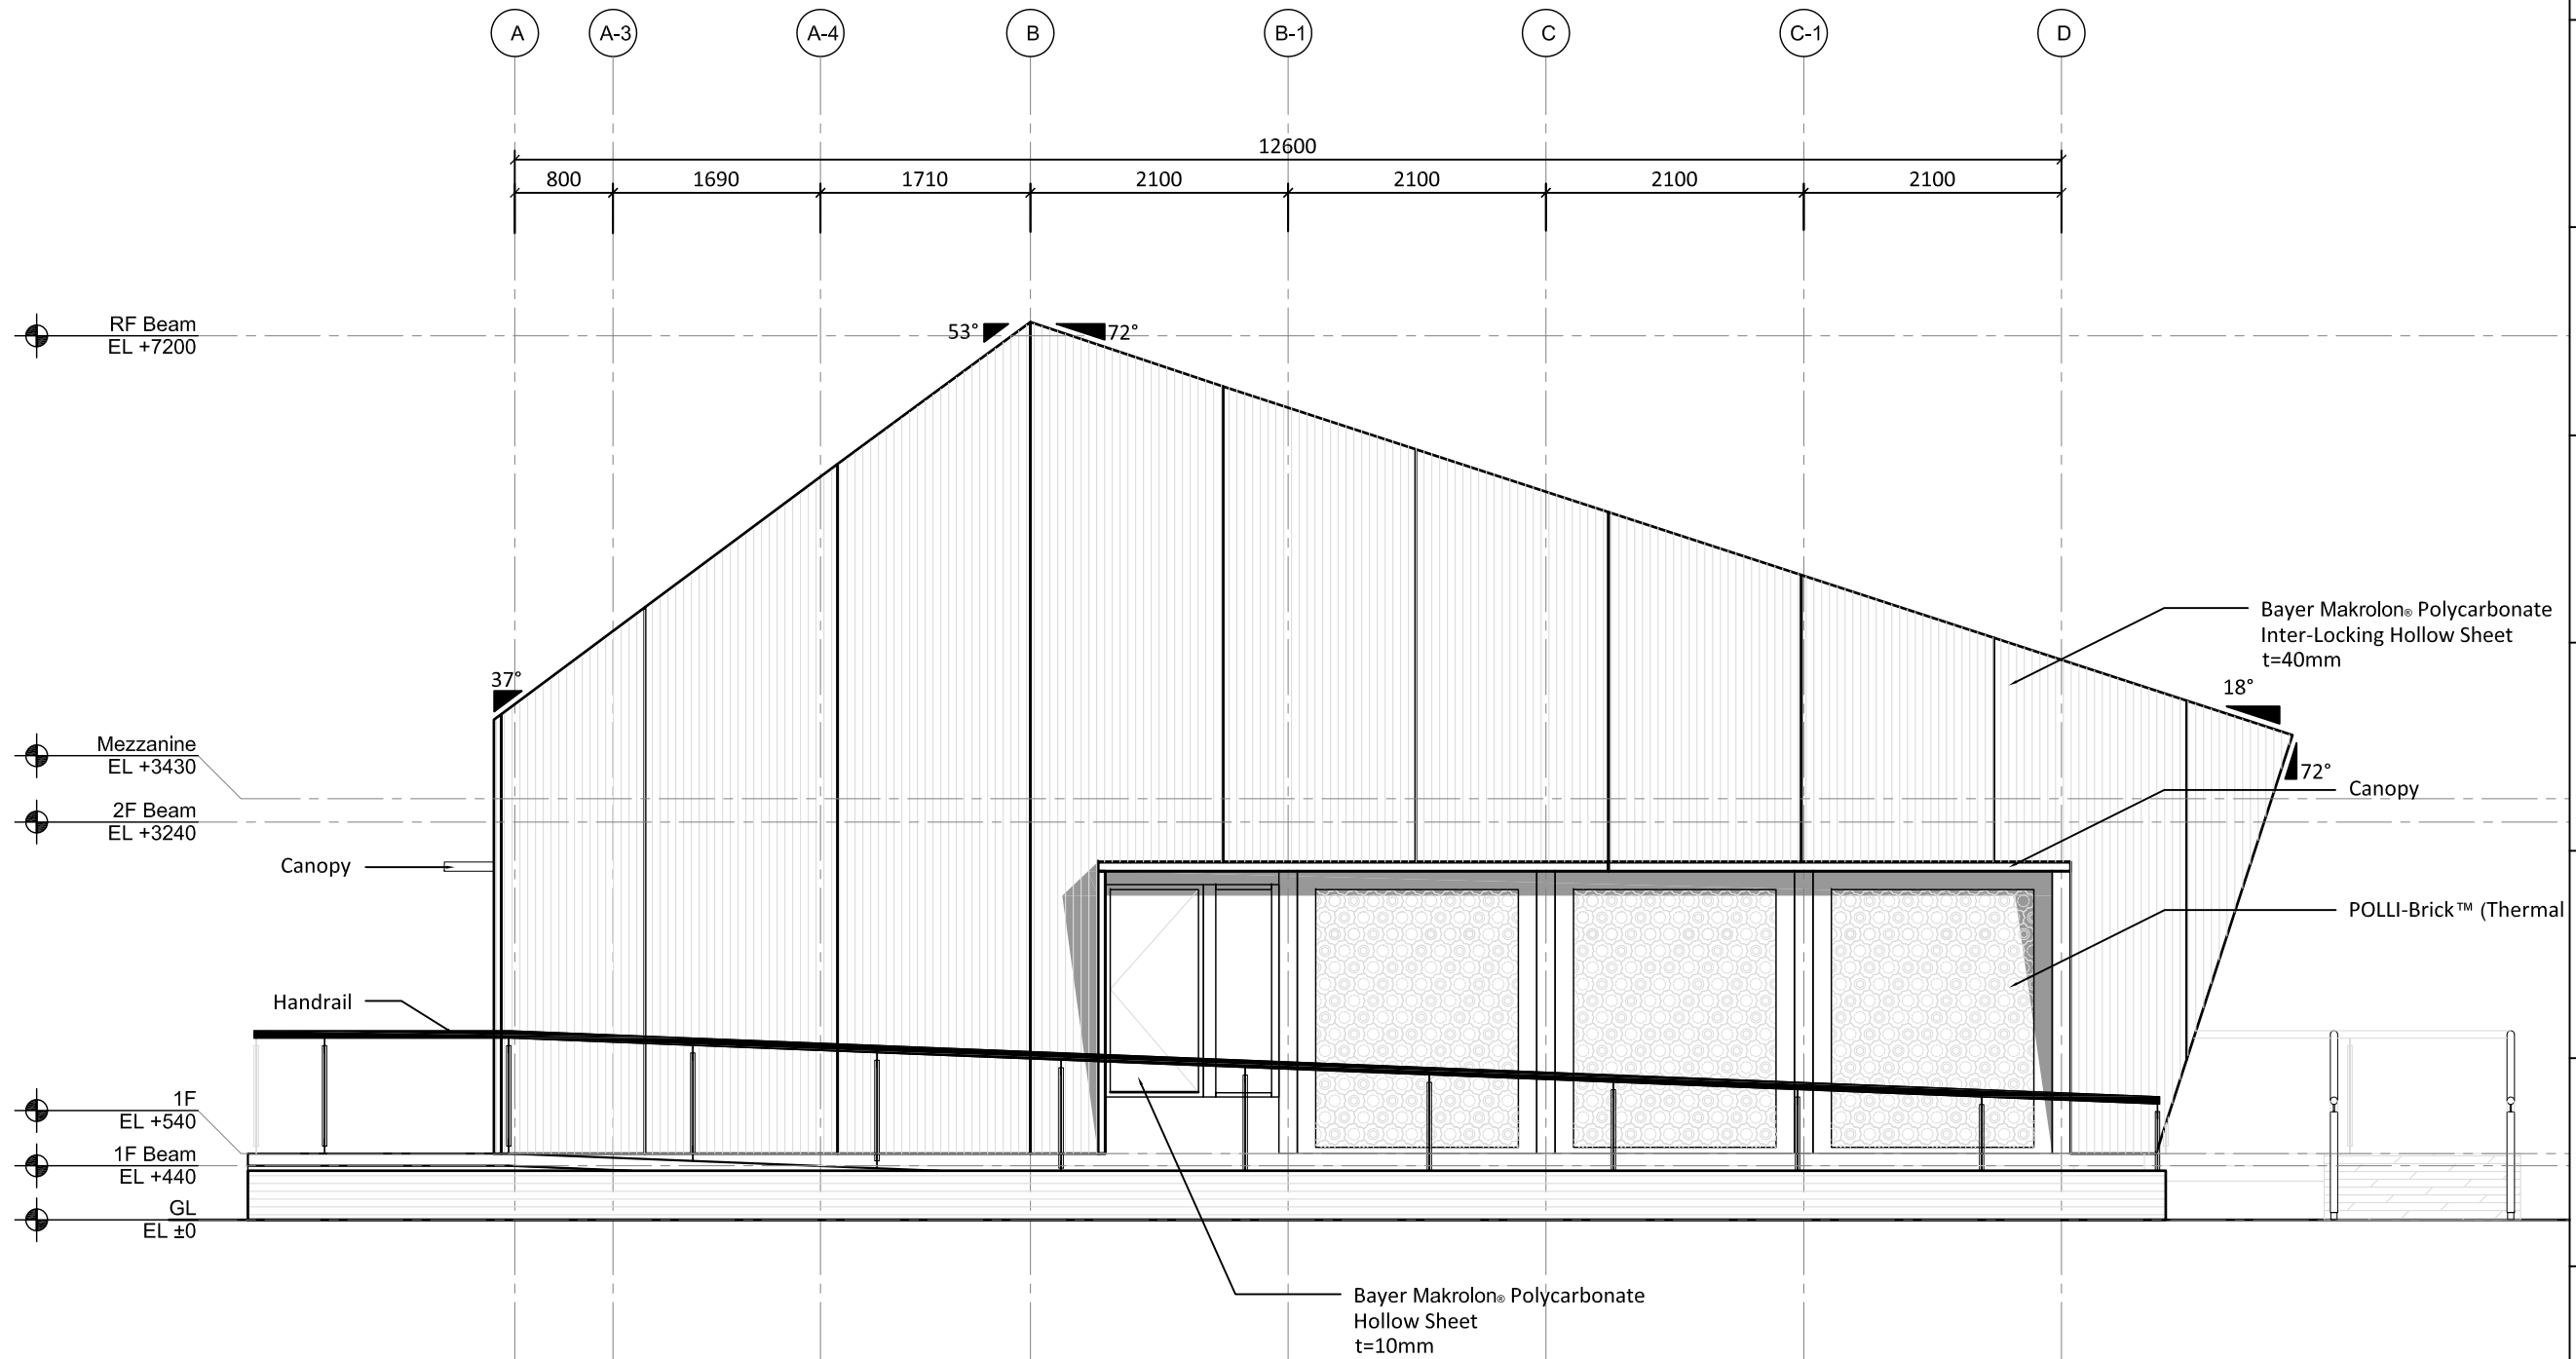 A A-3 A-4 B B-1 C C-1 D
12600
800 1690 1710 2100 2100 2100 2100
RF Beam
EL +7200
53° 72°
Bayer Makrolon® Polycarbonate
Inter-Locking Hollow Sheet
t=40mm
37°
18°
Mezzanine
EL +3430
72°
Canopy
2F Beam
EL +3240
Canopy
POLLI-Brick™ (Thermal
Handrail
1F
EL +540
1F Beam
EL +440
GL
EL ±0
Bayer Makrolon® Polycarbonate
Hollow Sheet
t=10mm